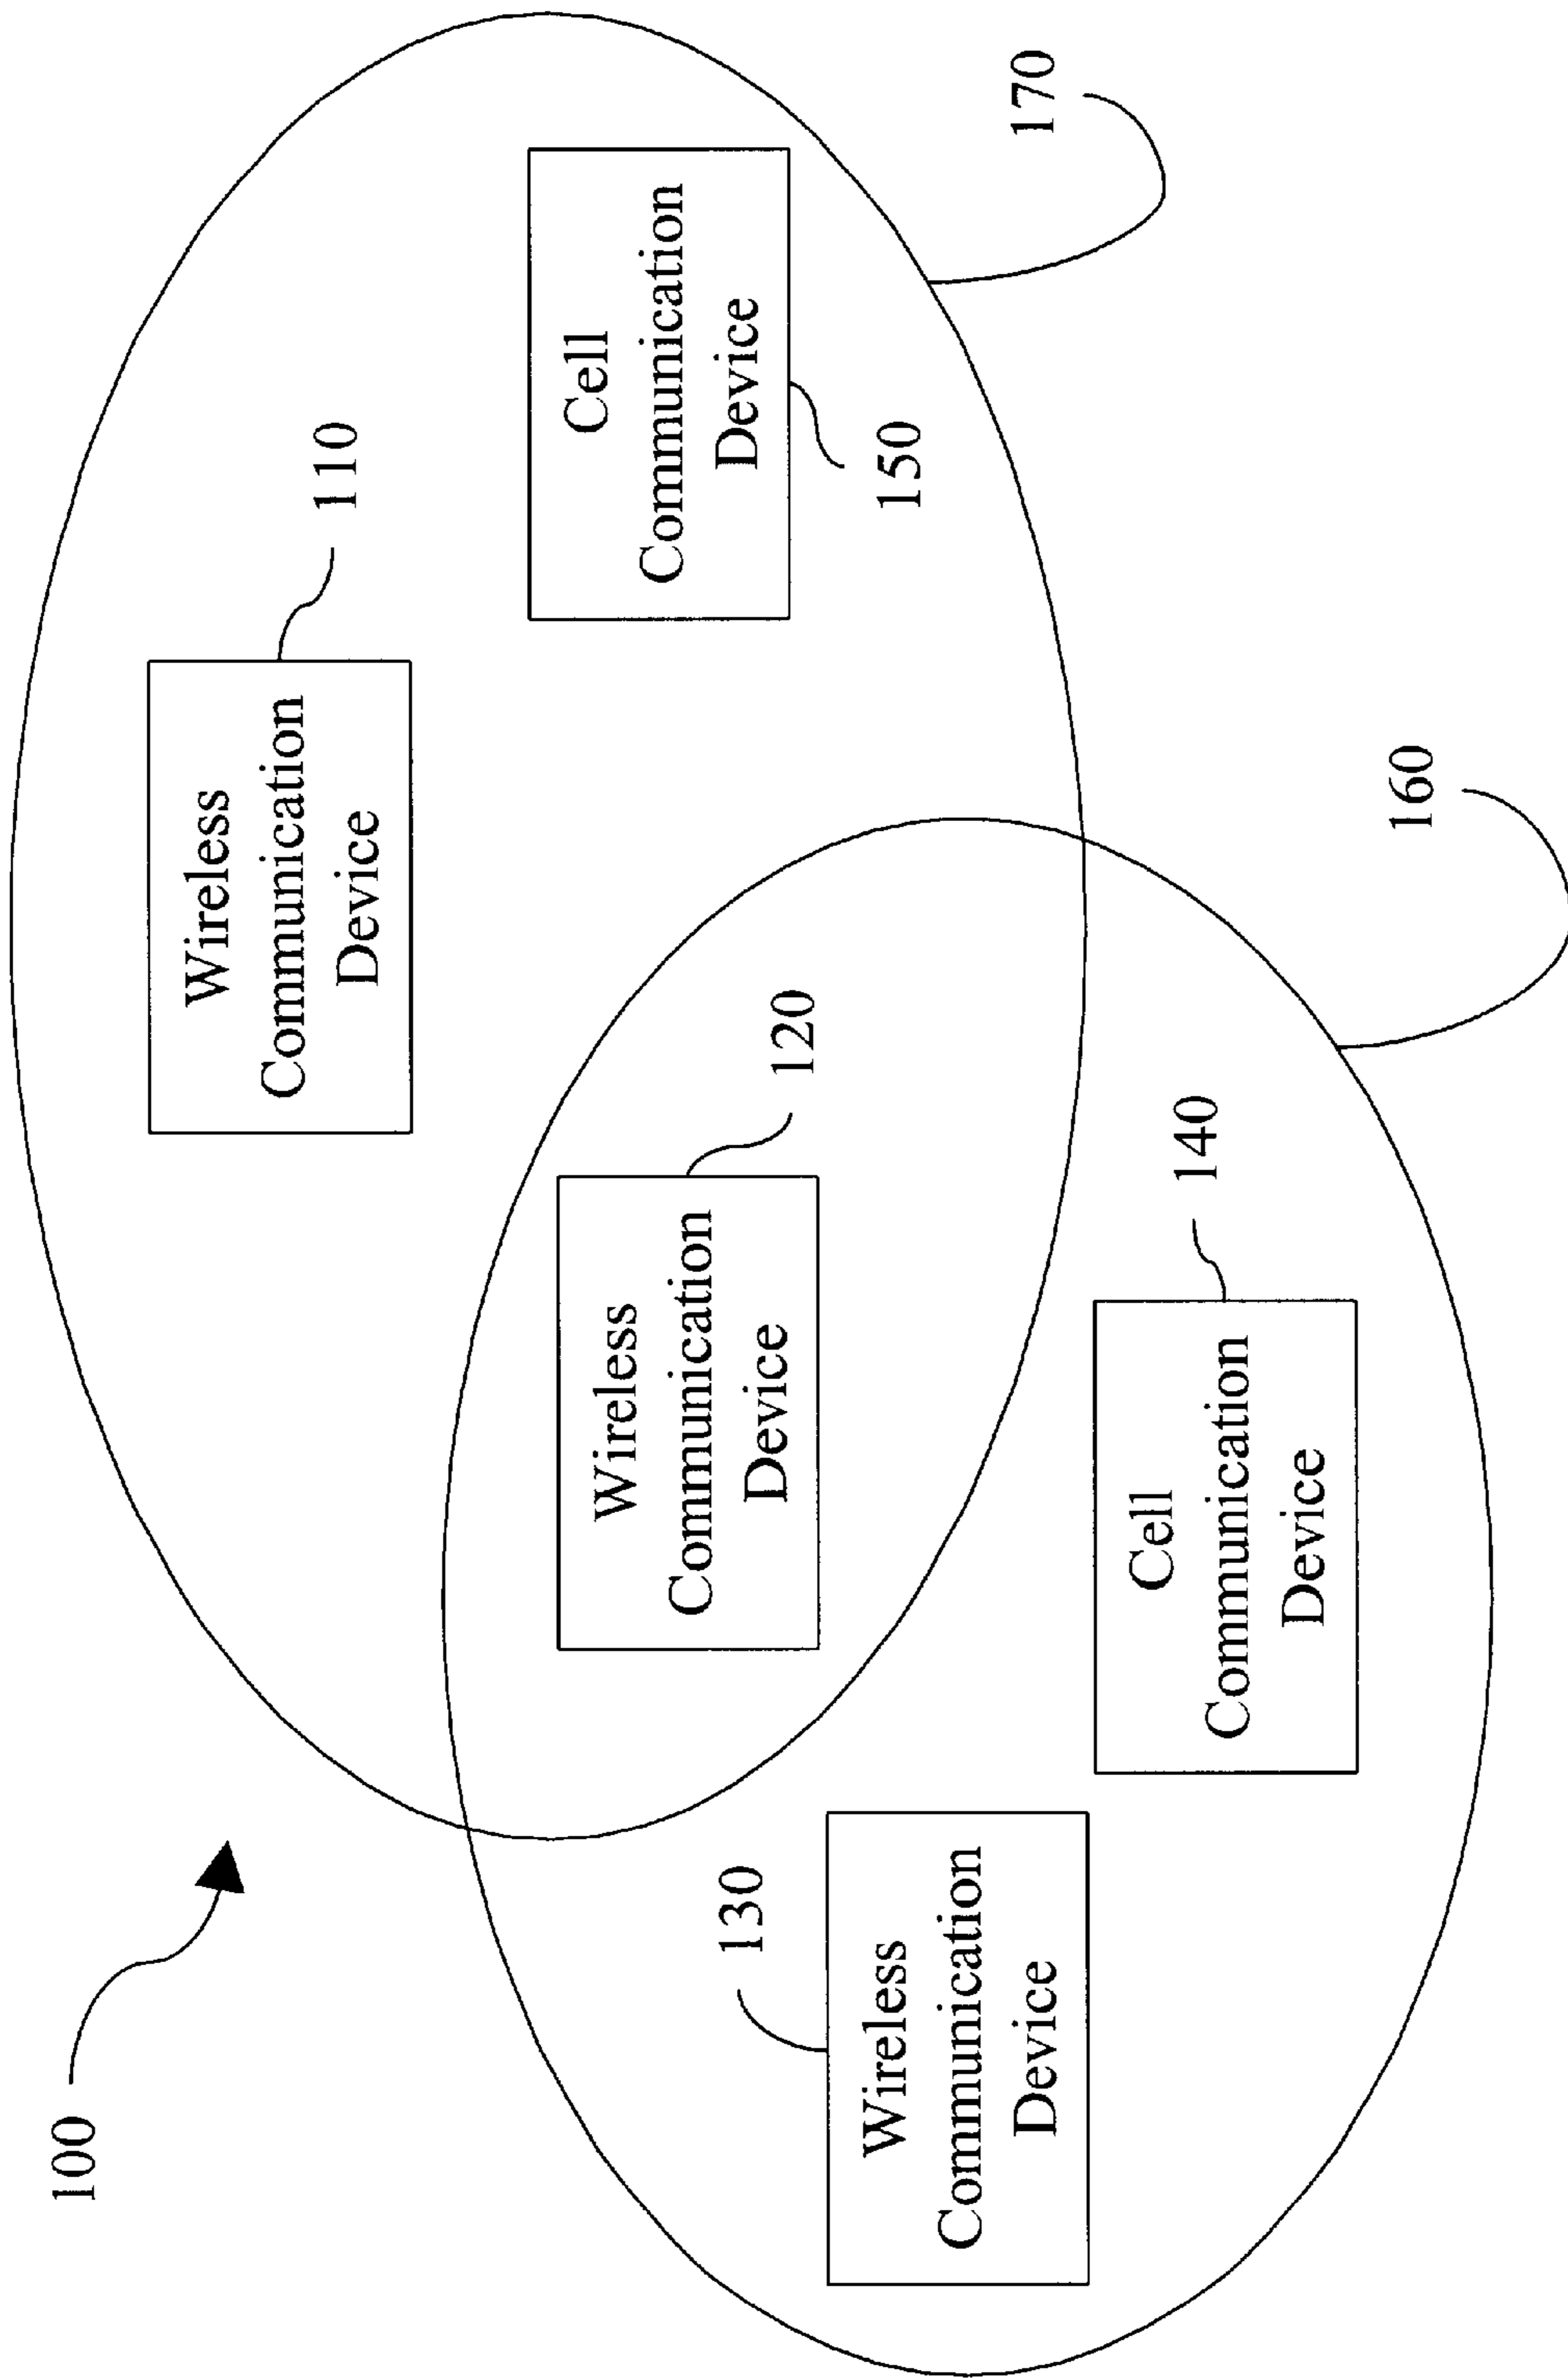 100
Wireless
Communication
Device
110
Cell
Communication
Device
150
170
Wireless
Communication
Device
120
Wireless
Communication
Device
130
Cell
Communication
Device
140
160